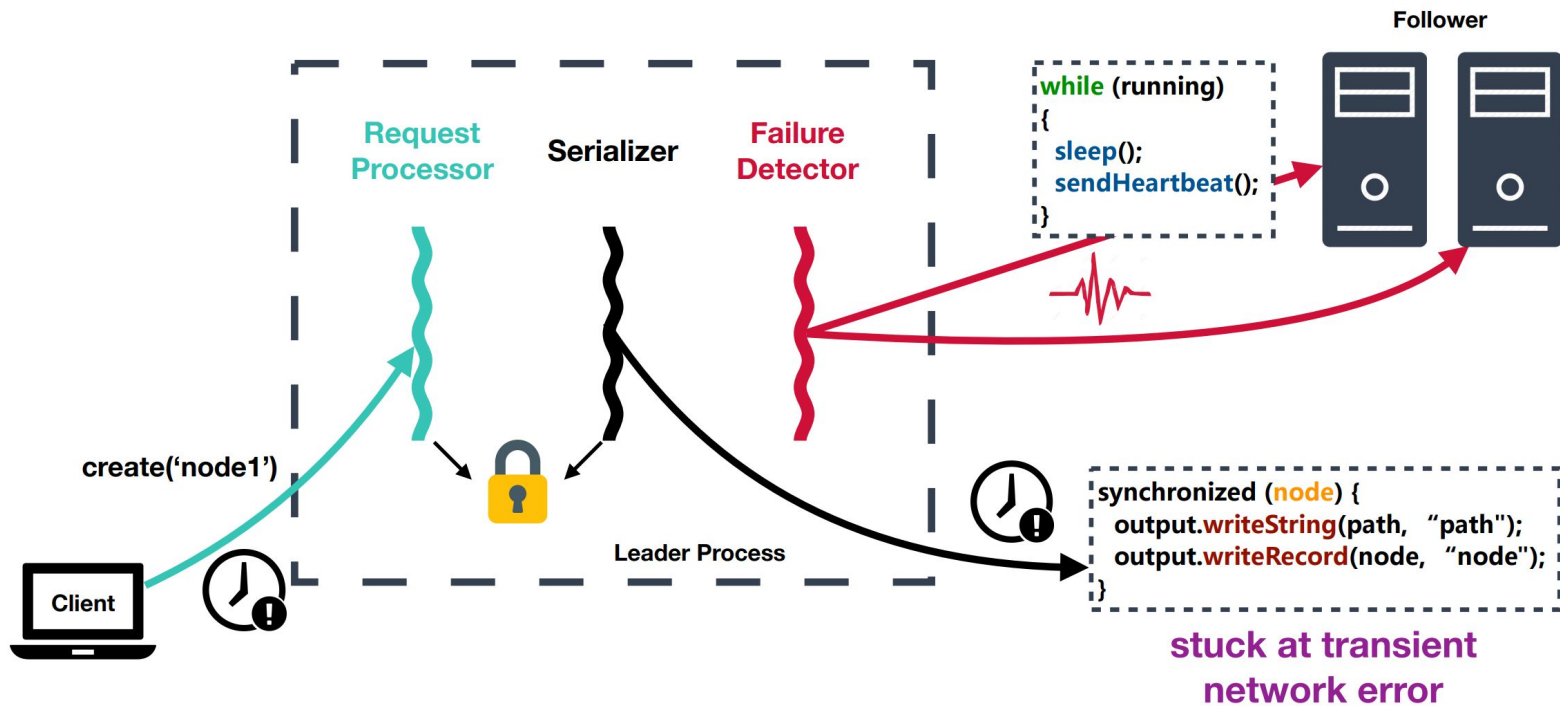 Follower
while (running)
{
sleep();
sendHeartbeat();
}
Request
Processor
Serializer
Failure
Detector
create(‘node1’)
Client
!
Leader Process
!
synchronized (node) {
output.writeString(path, “path");
output.writeRecord(node, “node");
}
stuck at transient
network error